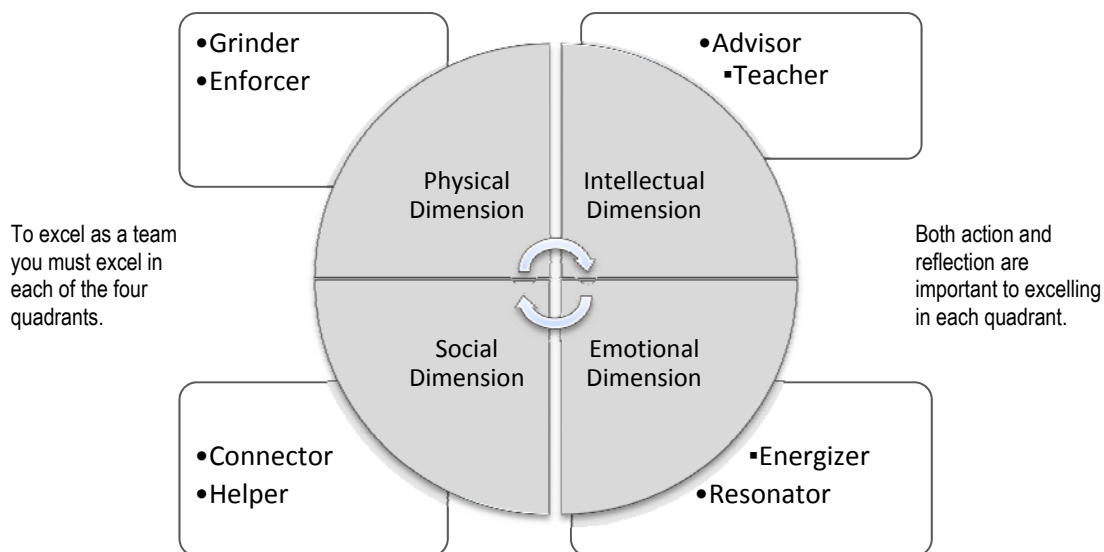 •Grinder
•Enforcer
•Advisor
▪Teacher
Physical
Dimension
Intellectual
Dimension
To excel as a team
you must excel in
each of the four
quadrants.
Both action and
reflection are
important to excelling
in each quadrant.
Social
Dimension
Emotional
Dimension
•Connector
•Helper
▪Energizer
•Resonator